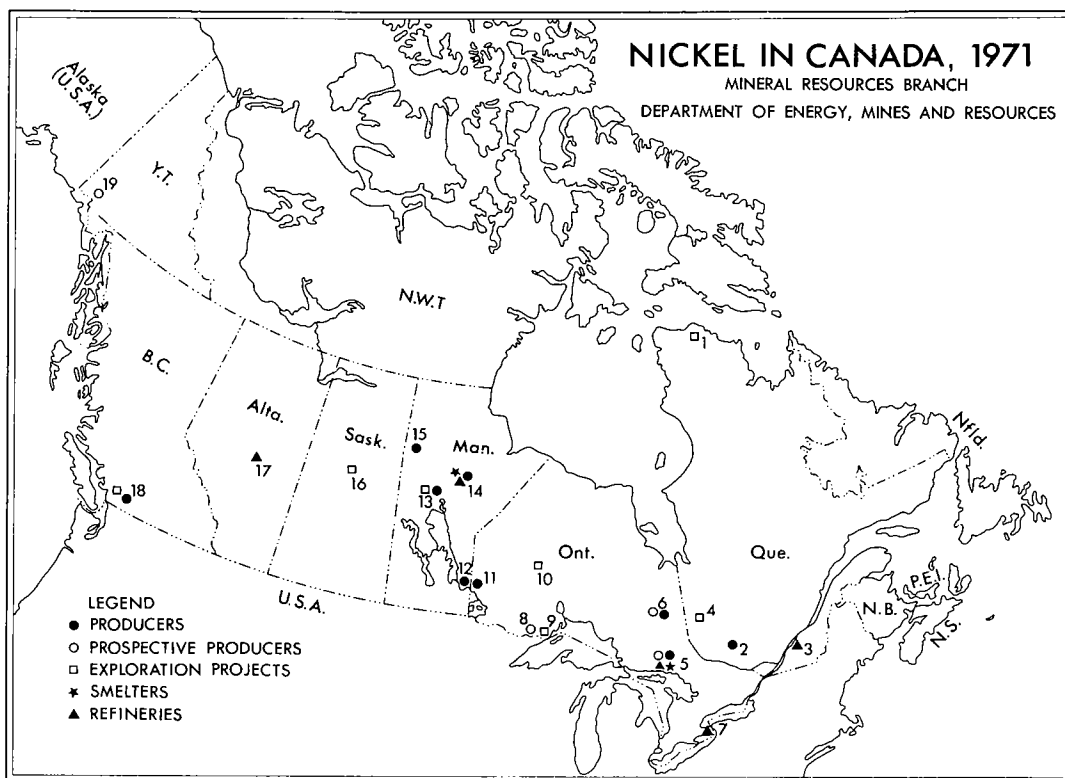 NICKEL IN CANADA, 1971
MINERAL RESOURCES BRANCH
DEPARTMENT OF ENERGY, MINES AND RESOURCES
Alaska
(U.S.A.)
Y.T.
19
N.W.T
1
B.C.
Alta.
Sask.
Man.
Nfld.
15
17
16
14
13
18
Ont.
Que.
12
11
10
P.E.I.
N.B.
N.S.
U.S.A.
6
4
8
9
5
2
3
7
LEGEND
PRODUCERS
PROSPECTIVE PRODUCERS
EXPLORATION PROJECTS
SMELTERS
REFINERIES